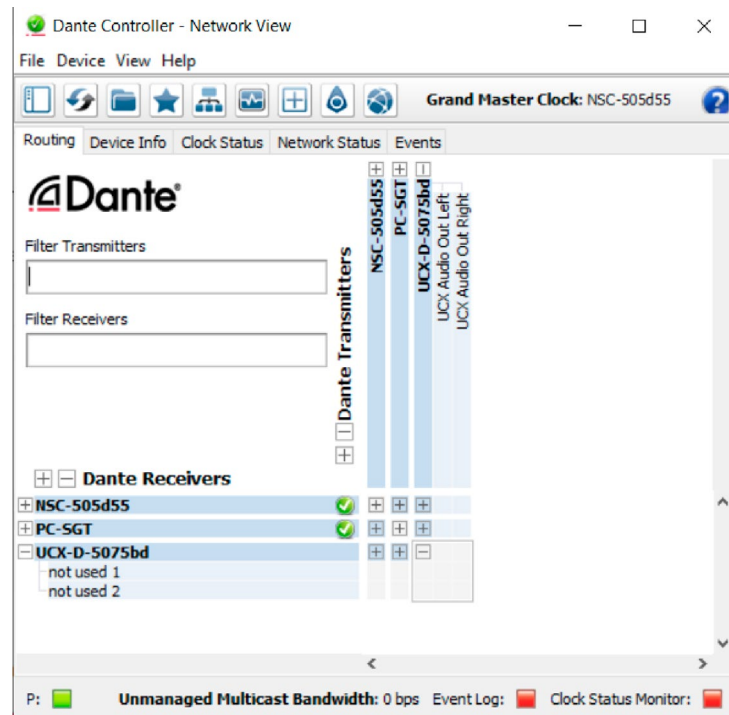 Dante Controller - Network View
File Device View Help
Grand Master Clock: NSC-505d55
Routing Device Info Clock Status Network Status Events
Dante®
Filter Transmitters
Filter Receivers
Dante Transmitters
NSC-505d55
PC-SGT
UCX-D-5075bd
UCX Audio Out Left
UCX Audio Out Right
Dante Receivers
NSC-505d55
PC-SGT
UCX-D-5075bd
not used 1
not used 2
P: Unmanaged Multicast Bandwidth: 0 bps Event Log: Clock Status Monitor: